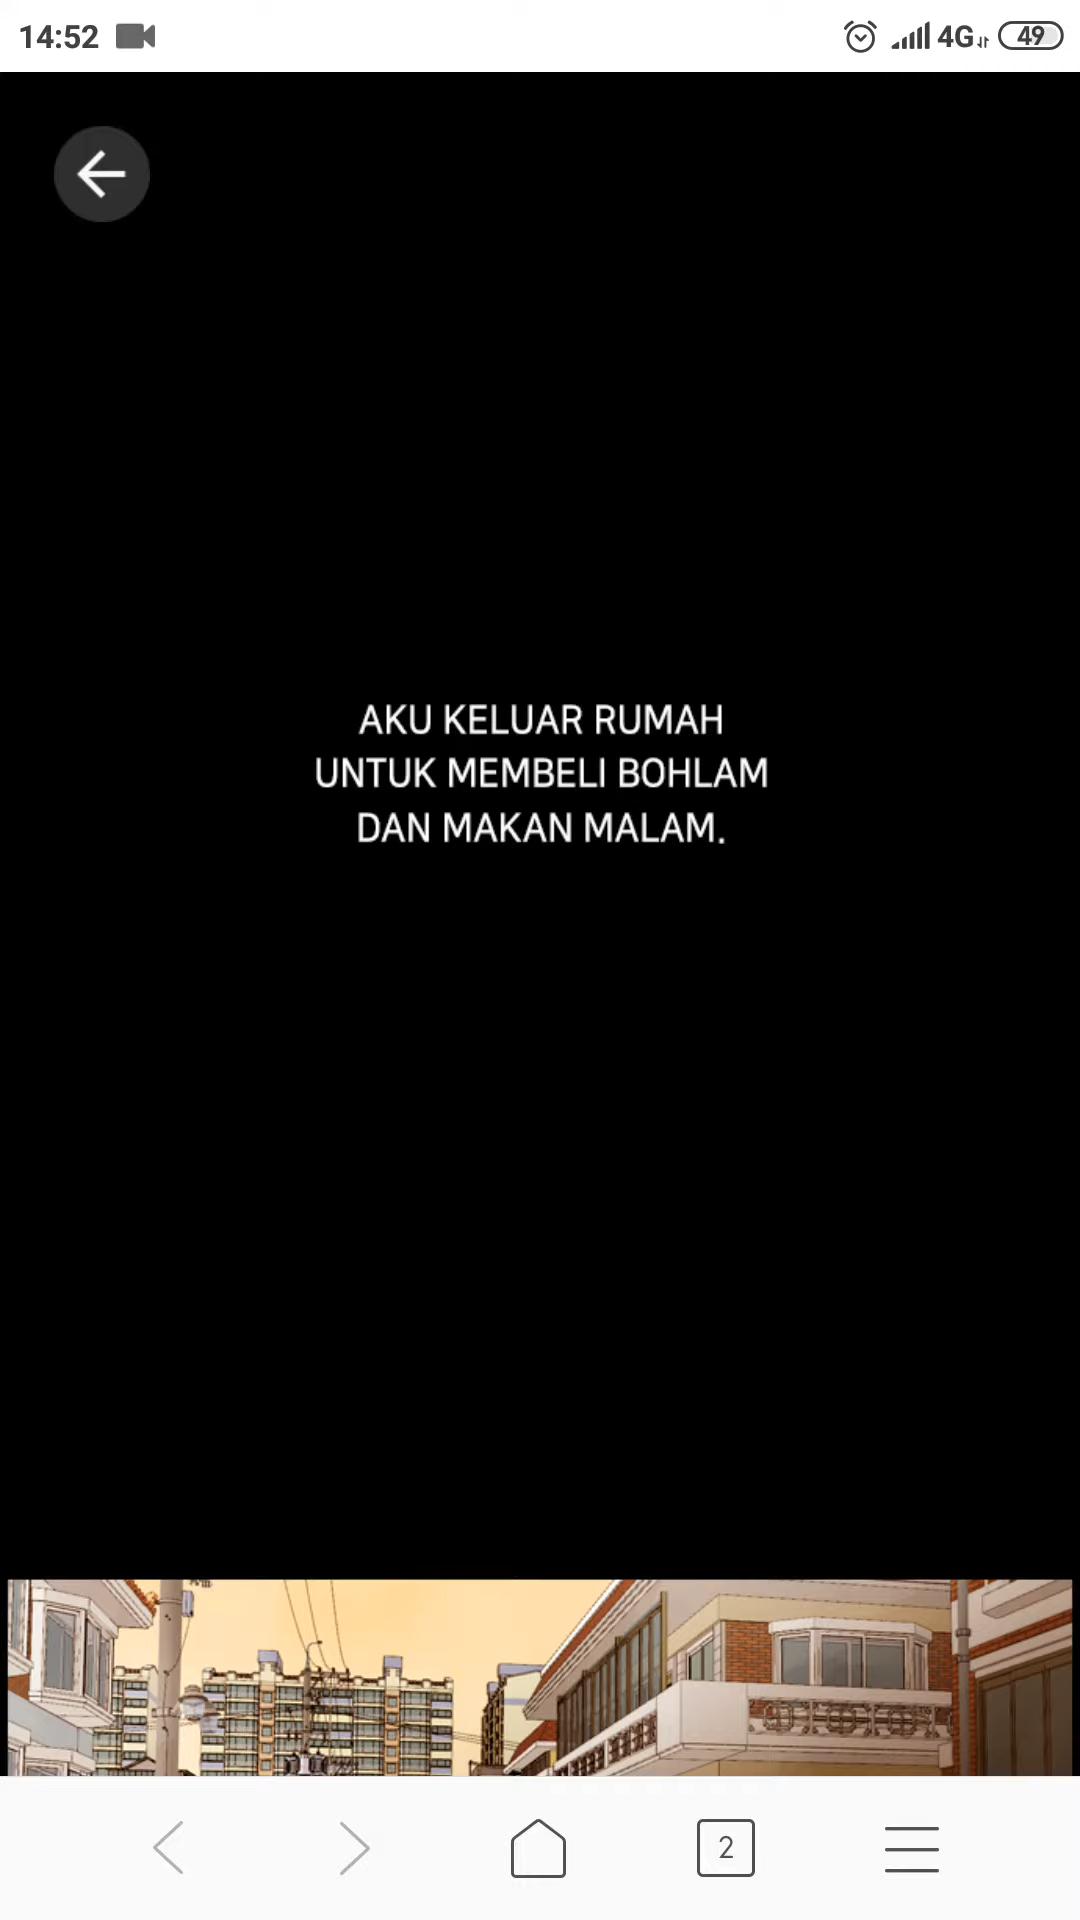 14:52
4G
49
AKU KELUAR RUMAH
UNTUK MEMBELI BOHLAM
DAN MAKAN MALAM.
2